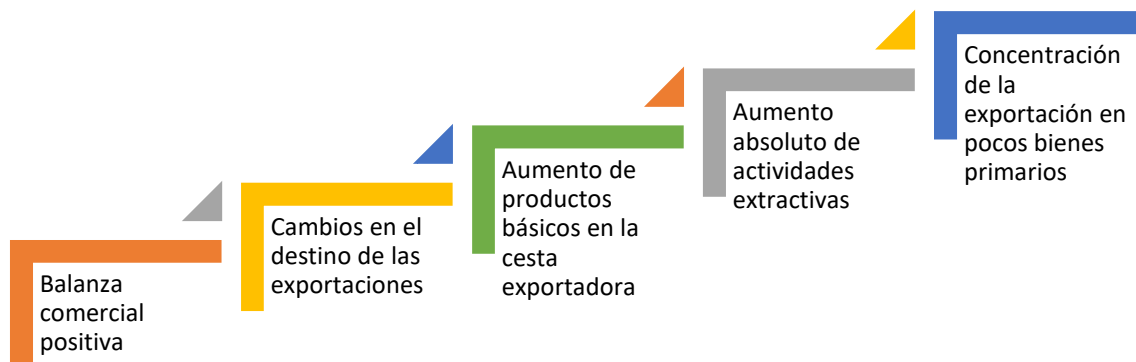 Balanza
comercial
positiva
Cambios en el
destino de las
exportaciones
Aumento de
productos
básicos en la
cesta
exportadora
Aumento
absoluto de
actividades
extractivas
Concentración
de la
exportación en
pocos bienes
primarios